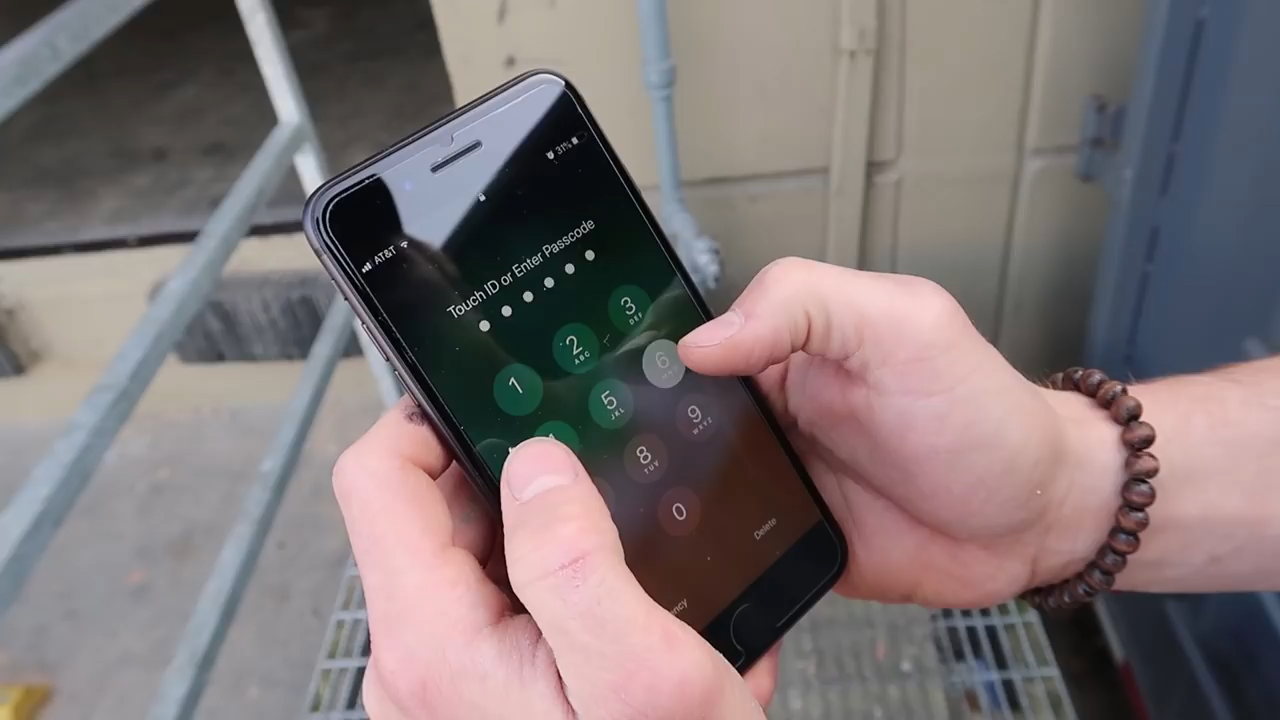 AT&T
31%
Touch ID or Enter Passcode
1
2
ABC
3
DEF
5
JKL
6
8
TUV
9
WXYZ
0
Delete